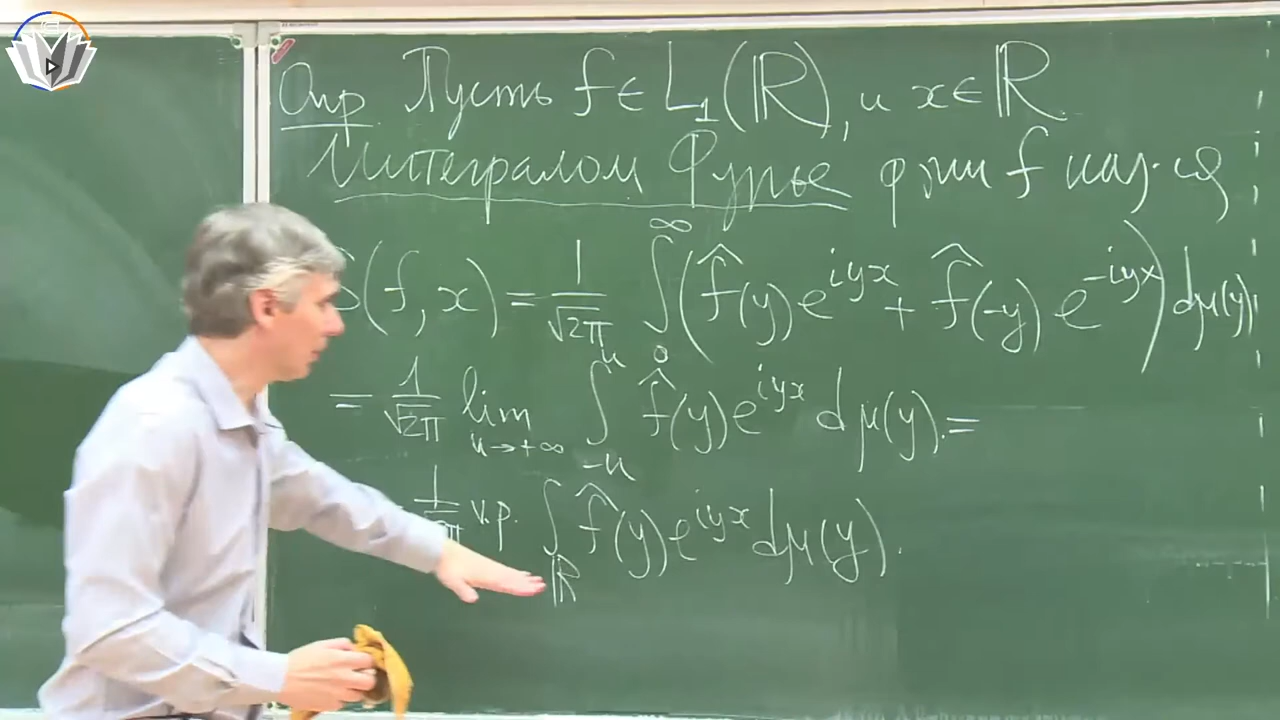 Опр. Пусть f ∈ L₁(ℝ), и x ∈ ℝ
Интегралом Фурье ф-ии f наз-ся
S(f, x) = 1/√2π ∫₀^∞ (f̂(y) e^{iyx} + f̂(-y) e^{-iyx}) dμ(y)
= 1/√2π lim_{n→+∞} ∫_{-n}^{n} f̂(y) e^{iyx} dμ(y) =
1/√2π v.p. ∫_ℝ f̂(y) e^{iyx} dμ(y).